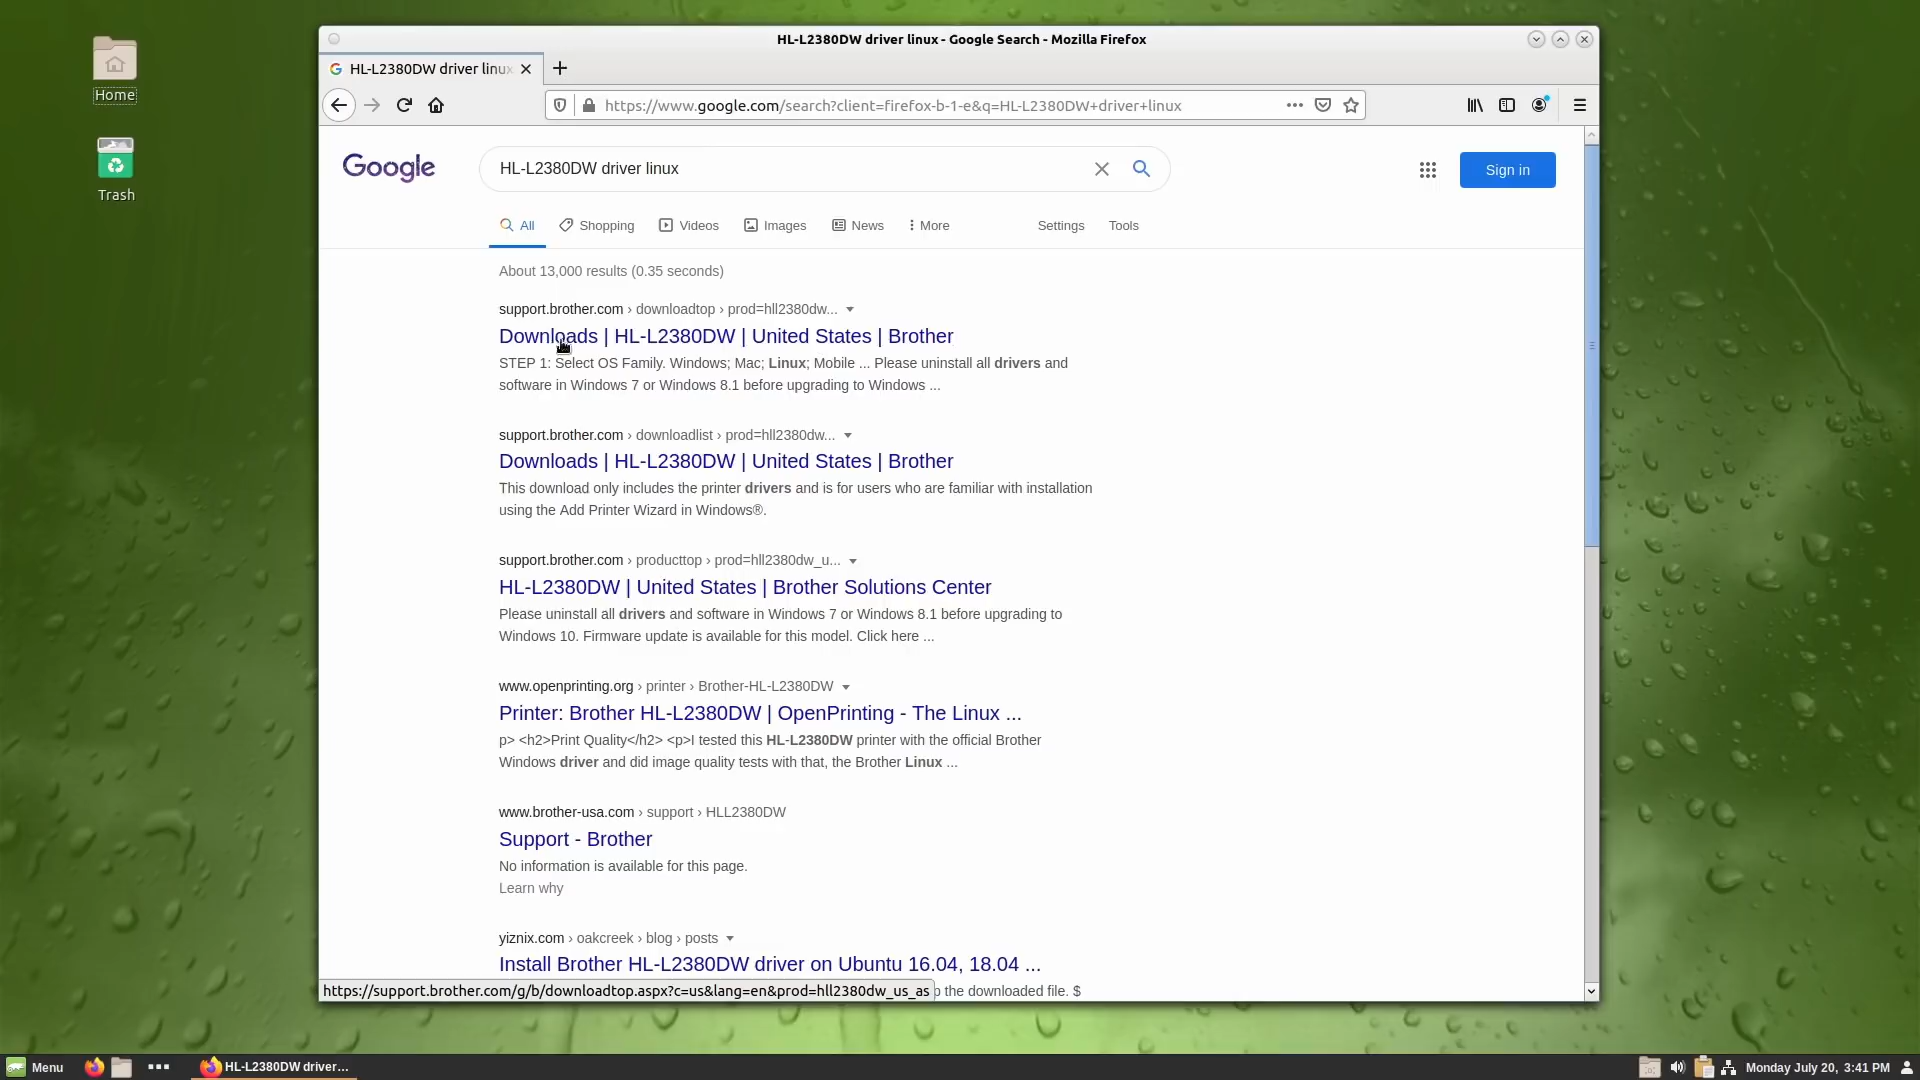 HL-L2380DW driver linux - Google Search - Mozilla Firefox
Home
HL-L2380DW driver linux
https://www.google.com/search?client=firefox-b-1-e&q=HL-L2380DW+driver+linux
Trash
Google
HL-L2380DW driver linux
Sign in
All
Shopping
Videos
Images
News
More
Settings
Tools
About 13,000 results (0.35 seconds)
support.brother.com › downloadtop › prod=hll2380dw...
Downloads | HL-L2380DW | United States | Brother
STEP 1: Select OS Family. Windows; Mac; Linux; Mobile ... Please uninstall all drivers and
software in Windows 7 or Windows 8.1 before upgrading to Windows ...
support.brother.com › downloadlist › prod=hll2380dw...
Downloads | HL-L2380DW | United States | Brother
This download only includes the printer drivers and is for users who are familiar with installation
using the Add Printer Wizard in Windows®.
support.brother.com › producttop › prod=hll2380dw_u...
HL-L2380DW | United States | Brother Solutions Center
Please uninstall all drivers and software in Windows 7 or Windows 8.1 before upgrading to
Windows 10. Firmware update is available for this model. Click here ...
www.openprinting.org › printer › Brother-HL-L2380DW
Printer: Brother HL-L2380DW | OpenPrinting - The Linux ...
p> <h2>Print Quality</h2> <p>I tested this HL-L2380DW printer with the official Brother
Windows driver and did image quality tests with that, the Brother Linux ...
www.brother-usa.com › support › HLL2380DW
Support - Brother
No information is available for this page.
Learn why
yiznix.com › oakcreek › blog › posts
Install Brother HL-L2380DW driver on Ubuntu 16.04, 18.04 ...
https://support.brother.com/g/b/downloadtop.aspx?c=us&lang=en&prod=hll2380dw_us_as
p the downloaded file. $
Menu
HL-L2380DW driver...
Monday July 20, 3:41 PM